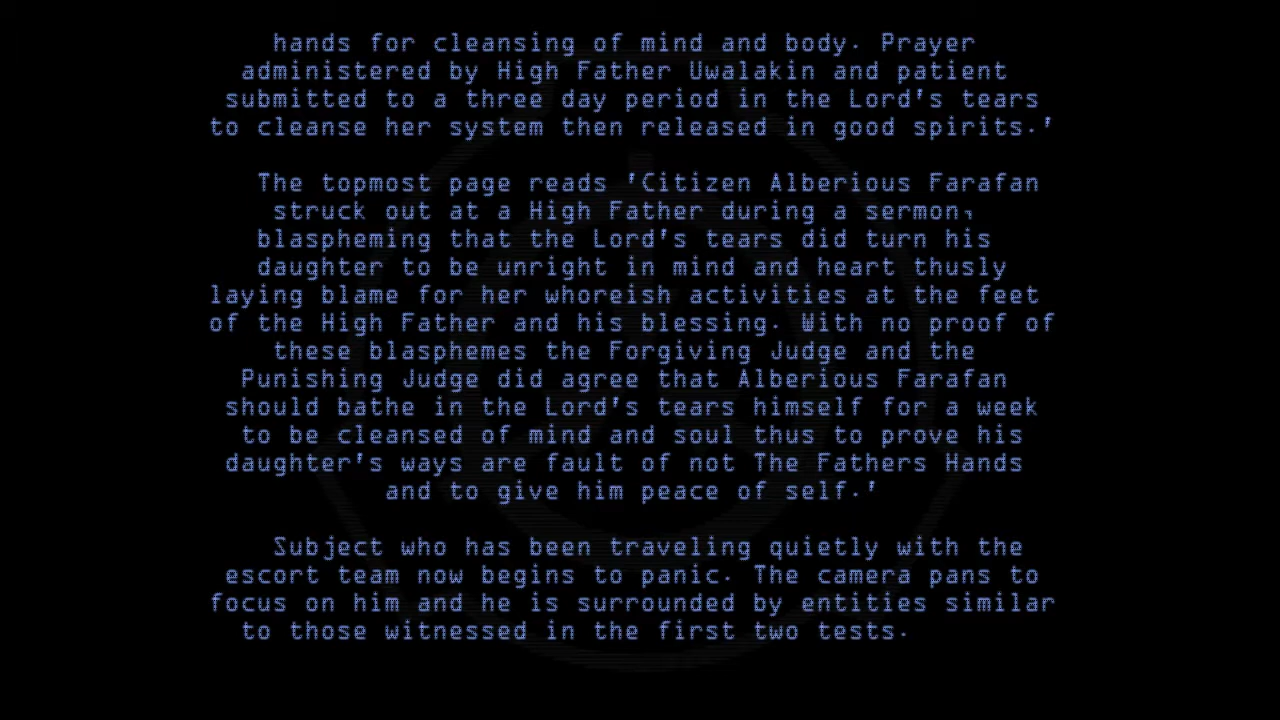 hands for cleansing of mind and body. Prayer
administered by High Father Uwalakin and patient
submitted to a three day period in the Lord's tears
to cleanse her system then released in good spirits.'
The topmost page reads 'Citizen Alberious Farafan
struck out at a High Father during a sermon,
blaspheming that the Lord's tears did turn his
daughter to be unright in mind and heart thusly
laying blame for her whoreish activities at the feet
of the High Father and his blessing. With no proof of
these blasphemes the Forgiving Judge and the
Punishing Judge did agree that Alberious Farafan
should bathe in the Lord's tears himself for a week
to be cleansed of mind and soul thus to prove his
daughter's ways are fault of not The Fathers Hands
and to give him peace of self.'
Subject who has been traveling quietly with the
escort team now begins to panic. The camera pans to
focus on him and he is surrounded by entities similar
to those witnessed in the first two tests.